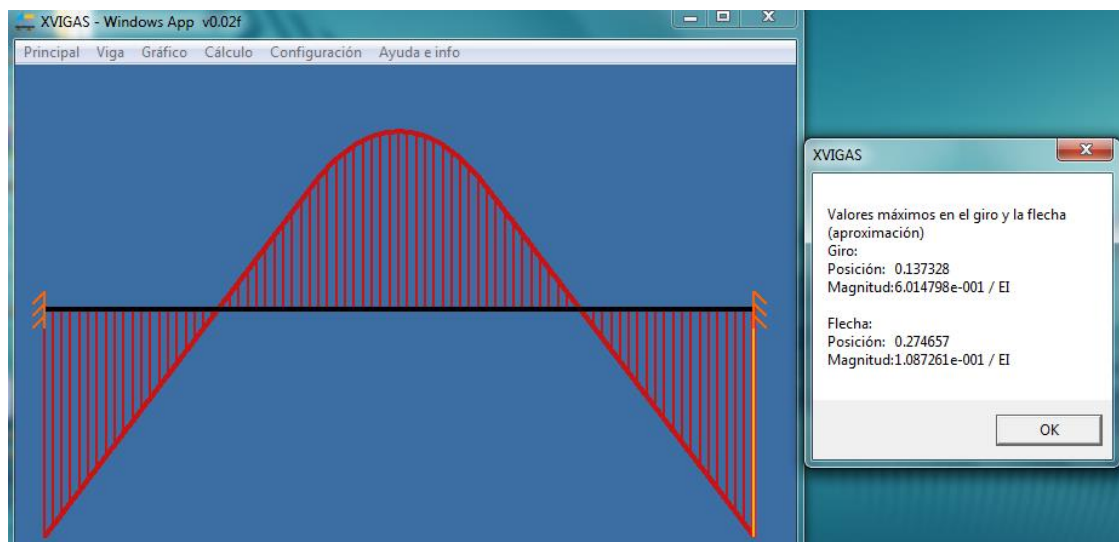 XVIGAS - Windows App v0.02f
Principal Viga Gráfico Cálculo Configuración Ayuda e info
XVIGAS
Valores máximos en el giro y la flecha
(aproximación)
Giro:
Posición: 0.137328
Magnitud:6.014798e-001 / EI
Flecha:
Posición: 0.274657
Magnitud:1.087261e-001 / EI
OK